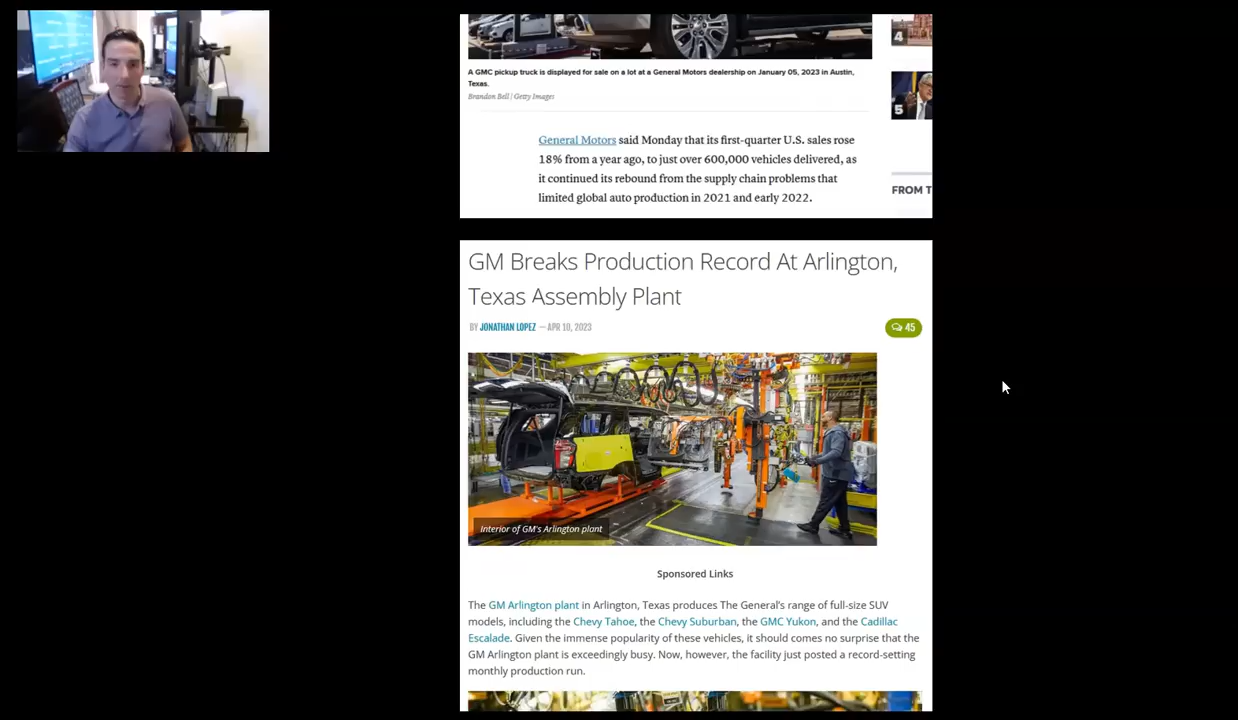 A GMC pickup truck is displayed for sale on a lot at a General Motors dealership on January 05, 2023 in Austin,
Texas.
Brandon Bell | Getty Images
4
5
General Motors said Monday that its first-quarter U.S. sales rose
18% from a year ago, to just over 600,000 vehicles delivered, as
it continued its rebound from the supply chain problems that
limited global auto production in 2021 and early 2022.
FROM T
GM Breaks Production Record At Arlington,
Texas Assembly Plant
BY JONATHAN LOPEZ — APR 10, 2023
45
Interior of GM's Arlington plant
Sponsored Links
The GM Arlington plant in Arlington, Texas produces The General's range of full-size SUV
models, including the Chevy Tahoe, the Chevy Suburban, the GMC Yukon, and the Cadillac
Escalade. Given the immense popularity of these vehicles, it should comes no surprise that the
GM Arlington plant is exceedingly busy. Now, however, the facility just posted a record-setting
monthly production run.